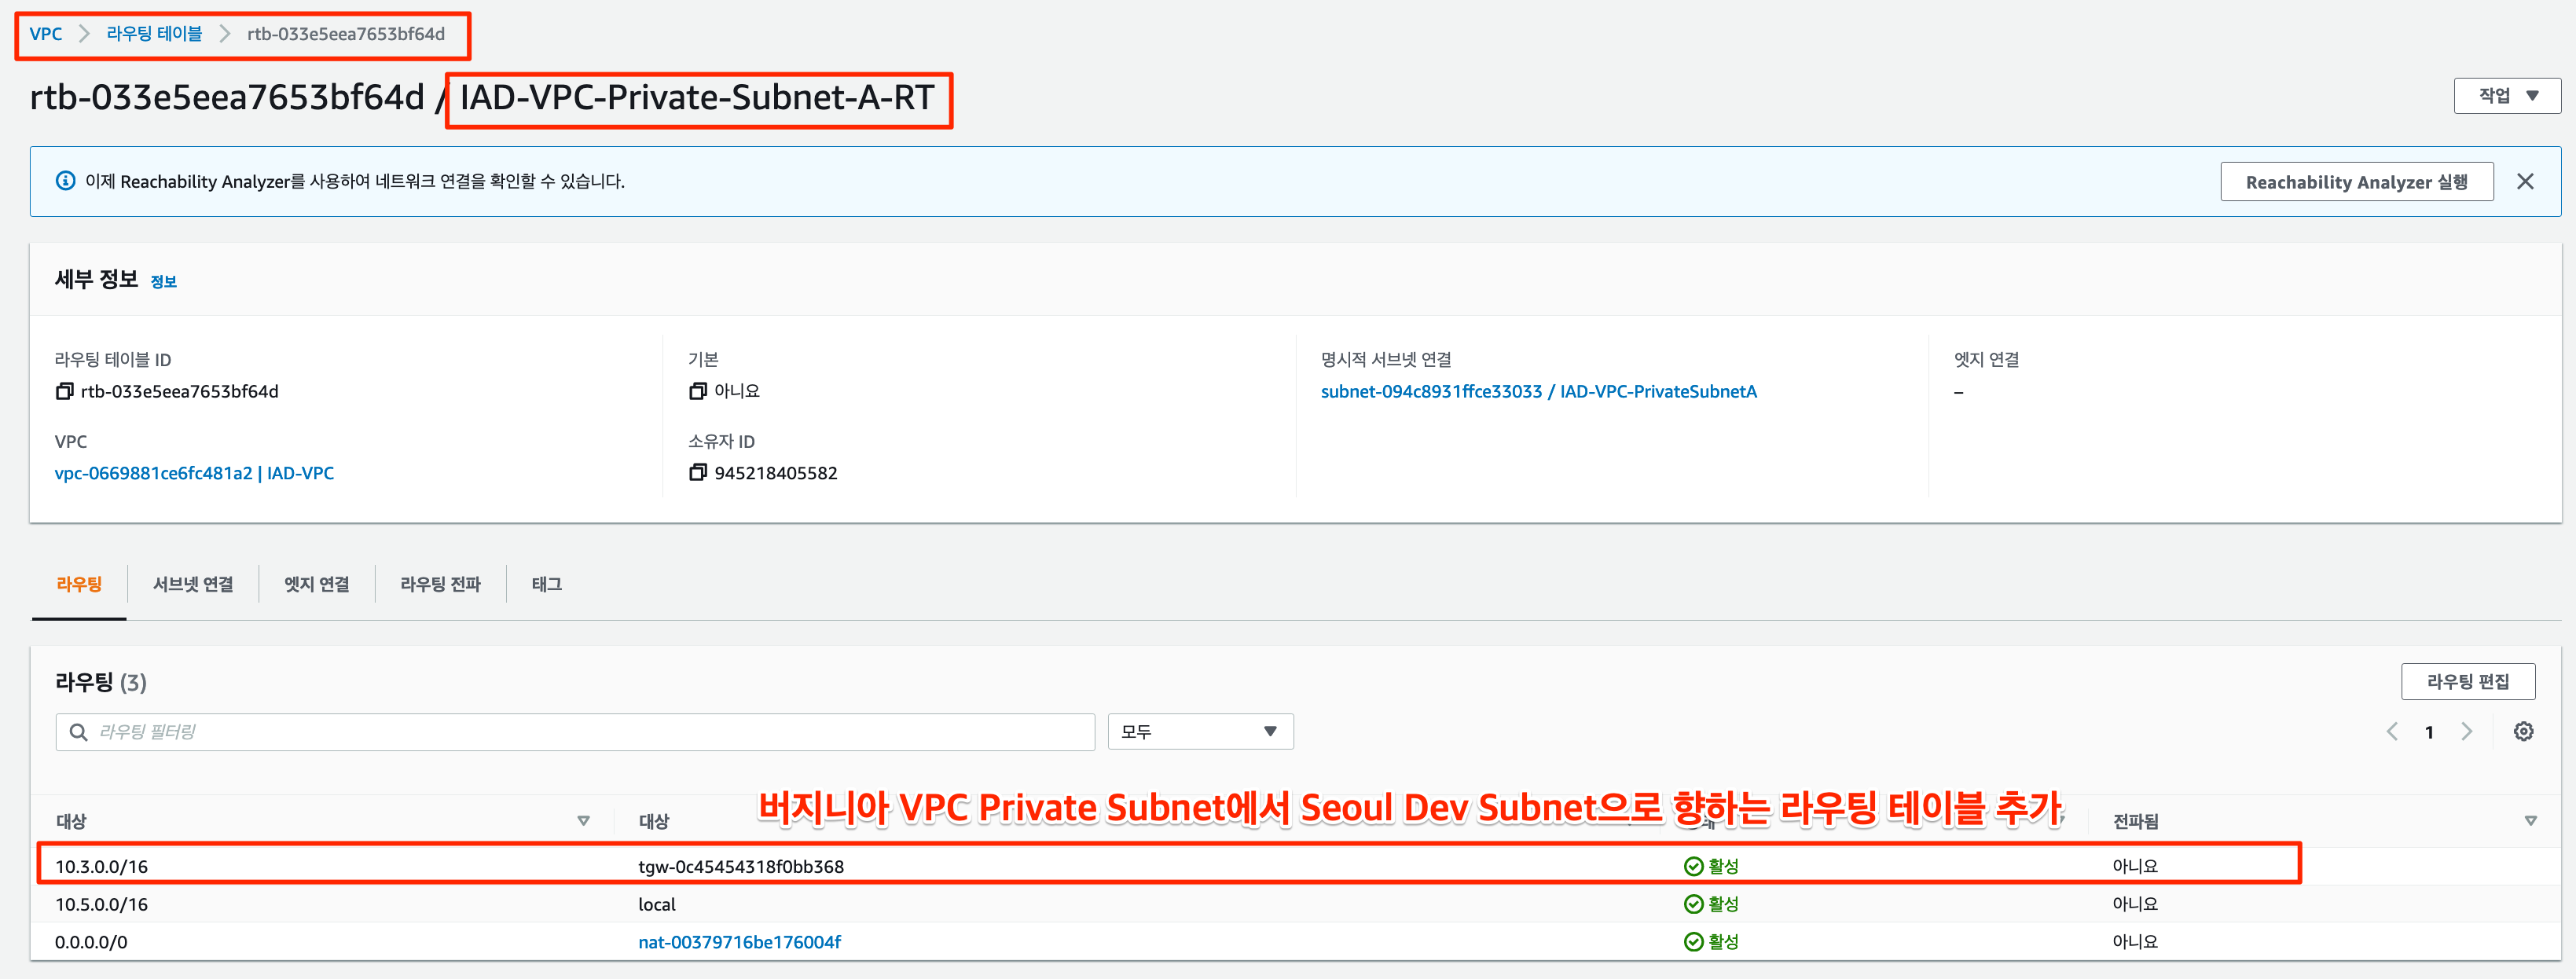 VPC > 라우팅 테이블 > rtb-033e5eea7653bf64d
rtb-033e5eea7653bf64d / IAD-VPC-Private-Subnet-A-RT
작업
이제 Reachability Analyzer를 사용하여 네트워크 연결을 확인할 수 있습니다.
Reachability Analyzer 실행
세부 정보 정보
라우팅 테이블 ID
rtb-033e5eea7653bf64d
기본
아니요
명시적 서브넷 연결
subnet-094c8931ffce33033 / IAD-VPC-PrivateSubnetA
엣지 연결
–
VPC
vpc-0669881ce6fc481a2 | IAD-VPC
소유자 ID
945218405582
라우팅 서브넷 연결 엣지 연결 라우팅 전파 태그
라우팅 (3)
라우팅 편집
라우팅 필터링
모두
1
버지니아 VPC Private Subnet에서 Seoul Dev Subnet으로 향하는 라우팅 테이블 추가
대상 대상 전파됨
10.3.0.0/16 tgw-0c45454318f0bb368 활성 아니요
10.5.0.0/16 local 활성 아니요
0.0.0.0/0 nat-00379716be176004f 활성 아니요